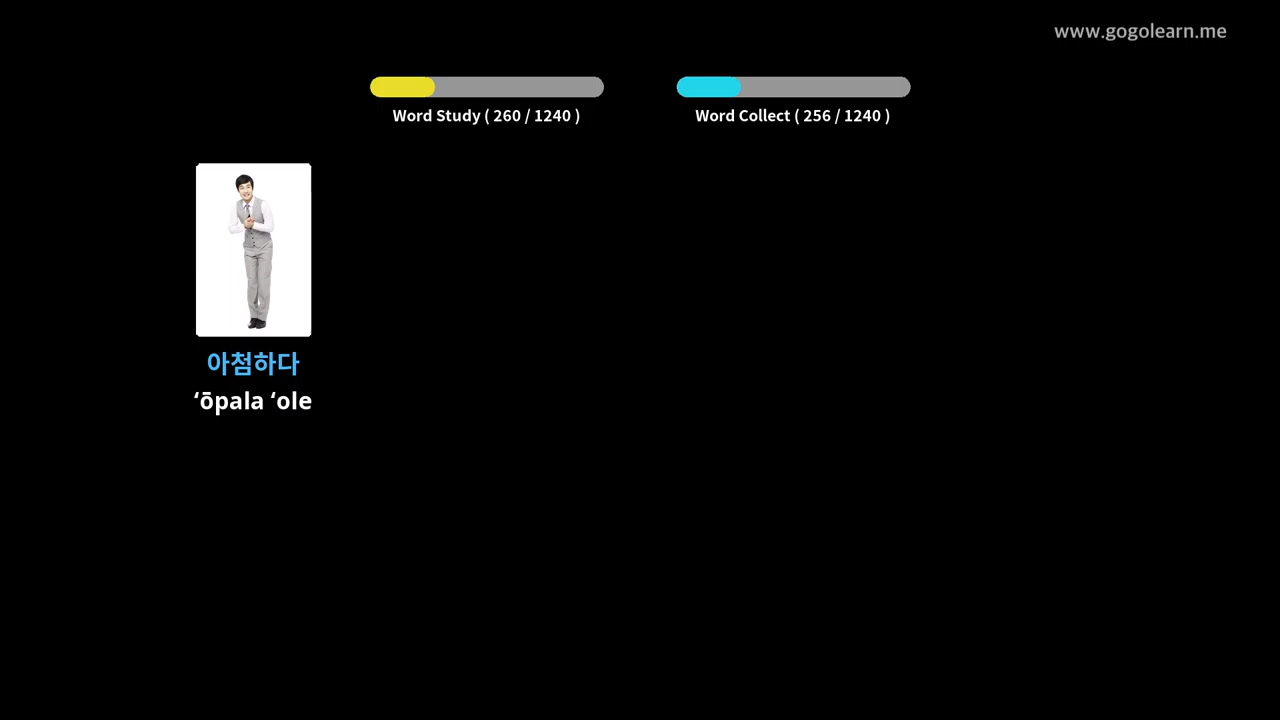 www.gogolearn.me
Word Study ( 260 / 1240 )
Word Collect ( 256 / 1240 )
아첨하다
ʻōpala ʻole